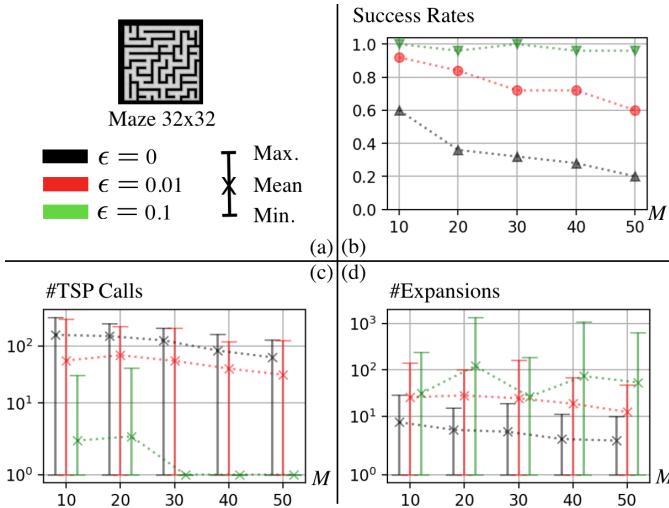 Maze 32x32
ϵ = 0
ϵ = 0.01
ϵ = 0.1
Max.
Mean
Min.
(a)
Success Rates
1.0
0.8
0.6
0.4
0.2
0.0
10 20 30 40 50
M
(b)
(c)
#TSP Calls
10²
10¹
10⁰
10 20 30 40 50
M
(d)
#Expansions
10³
10²
10¹
10⁰
10 20 30 40 50
M